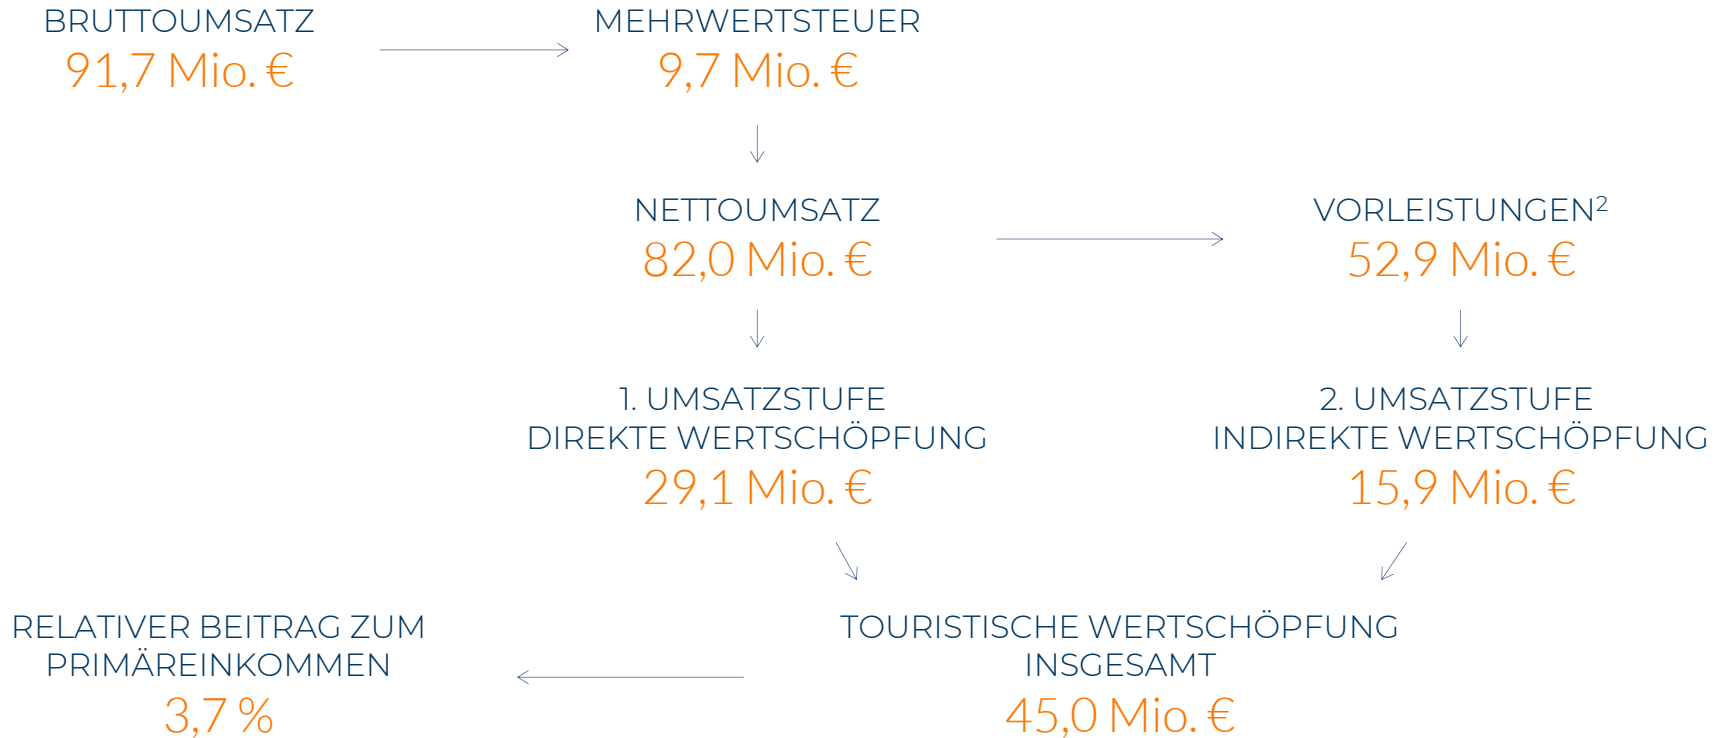 BRUTTOUMSATZ
91,7 Mio. €
MEHRWERTSTEUER
9,7 Mio. €
NETTOUMSATZ
82,0 Mio. €
VORLEISTUNGEN²
52,9 Mio. €
1. UMSATZSTUFE
DIREKTE WERTSCHÖPFUNG
29,1 Mio. €
2. UMSATZSTUFE
INDIREKTE WERTSCHÖPFUNG
15,9 Mio. €
RELATIVER BEITRAG ZUM
PRIMÄREINKOMMEN
3,7 %
TOURISTISCHE WERTSCHÖPFUNG
INSGESAMT
45,0 Mio. €